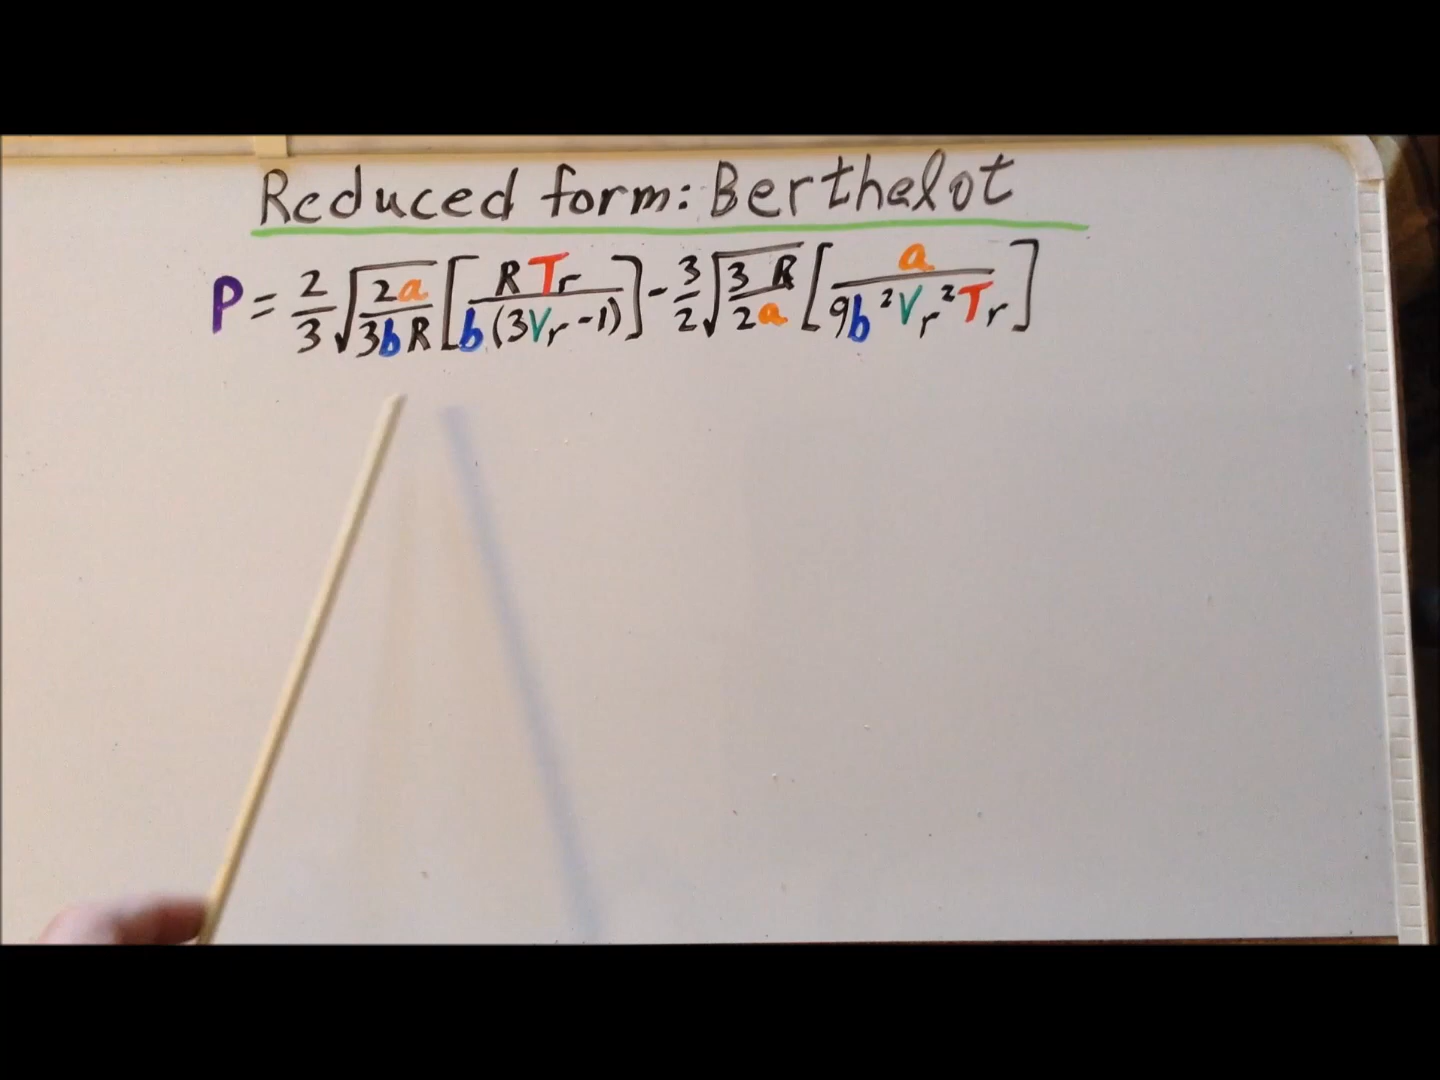 Reduced form: Berthelot
P = 2/3 √(2a/3bR) [RTr/b(3Vr-1)] - 3/2 √(3R/2a) [a/9b²Vr²Tr]